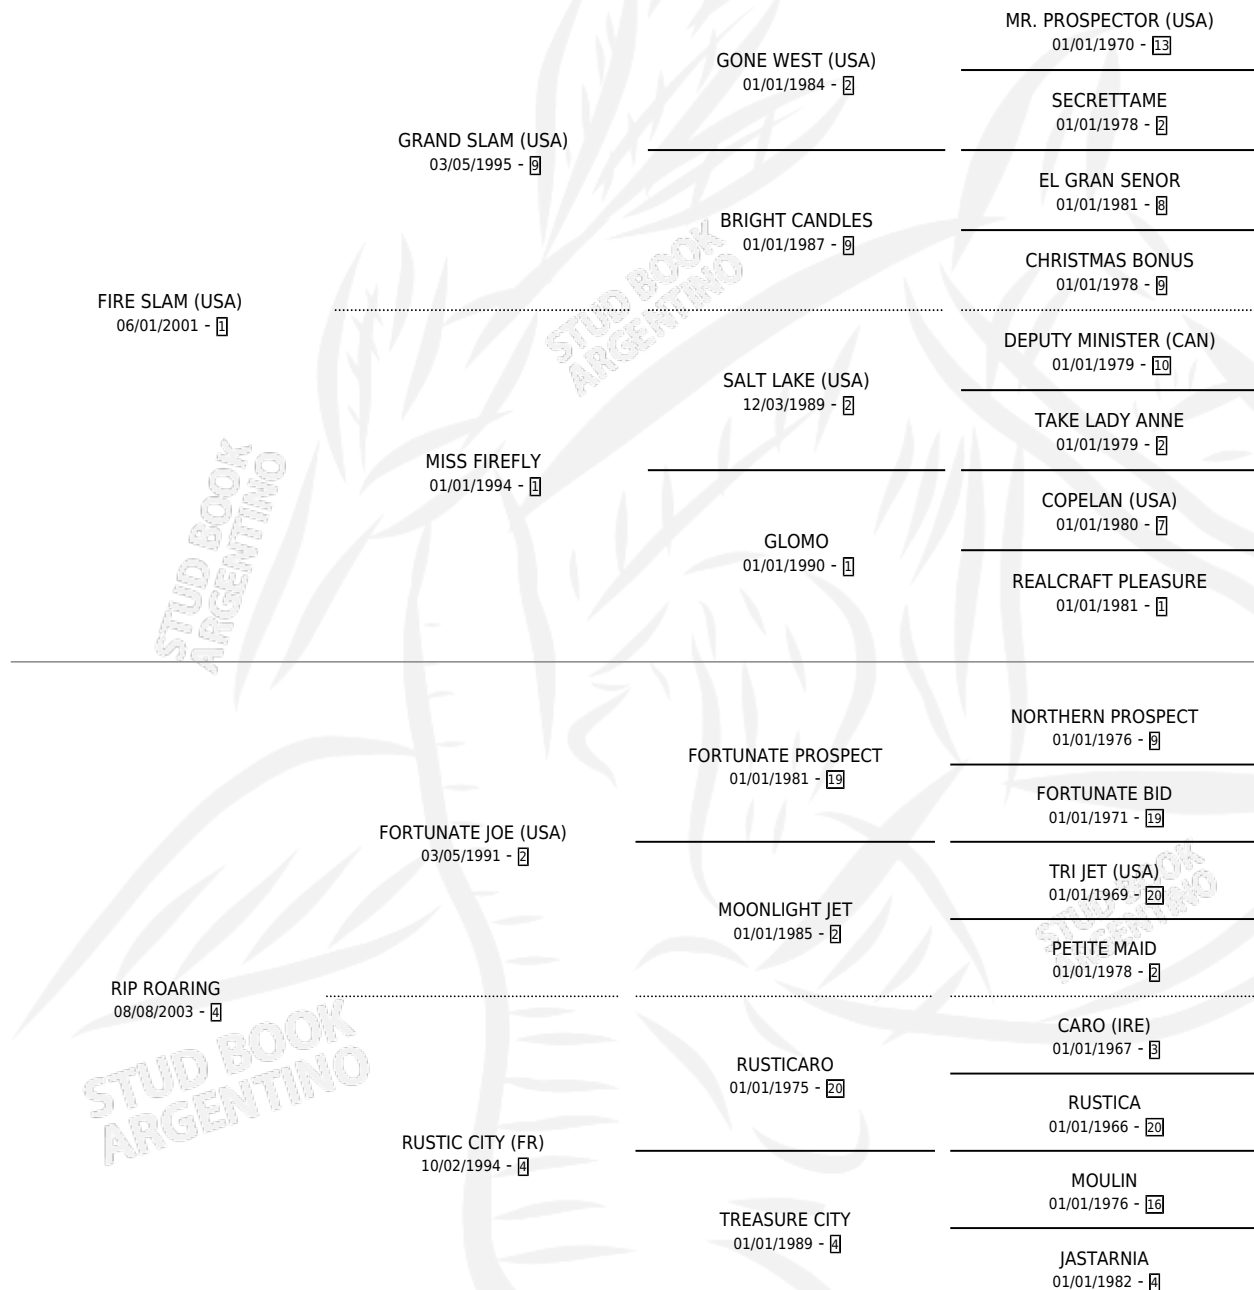 MR. PROSPECTOR (USA)
01/01/1970 - 13
GONE WEST (USA)
01/01/1984 - 2
SECRETTAME
01/01/1978 - 2
GRAND SLAM (USA)
03/05/1995 - 9
EL GRAN SENOR
01/01/1981 - 8
BRIGHT CANDLES
01/01/1987 - 9
CHRISTMAS BONUS
01/01/1978 - 9
FIRE SLAM (USA)
06/01/2001 - 1
STUD BOOK
ARGENTINO
DEPUTY MINISTER (CAN)
01/01/1979 - 10
SALT LAKE (USA)
12/03/1989 - 2
TAKE LADY ANNE
01/01/1979 - 2
MISS FIREFLY
01/01/1994 - 1
COPELAN (USA)
01/01/1980 - 7
GLOMO
01/01/1990 - 1
REALCRAFT PLEASURE
01/01/1981 - 1
STUD BOOK
ARGENTINO
NORTHERN PROSPECT
01/01/1976 - 9
FORTUNATE PROSPECT
01/01/1981 - 19
FORTUNATE BID
01/01/1971 - 19
FORTUNATE JOE (USA)
03/05/1991 - 2
TRI JET (USA)
01/01/1969 - 20
MOONLIGHT JET
01/01/1985 - 2
STUD BOOK
ARGENTINO
PETITE MAID
01/01/1978 - 2
RIP ROARING
08/08/2003 - 4
CARO (IRE)
01/01/1967 - 3
RUSTICARO
01/01/1975 - 20
RUSTICA
01/01/1966 - 20
STUD BOOK
ARGENTINO
RUSTIC CITY (FR)
10/02/1994 - 4
MOULIN
01/01/1976 - 16
TREASURE CITY
01/01/1989 - 4
JASTARNIA
01/01/1982 - 4